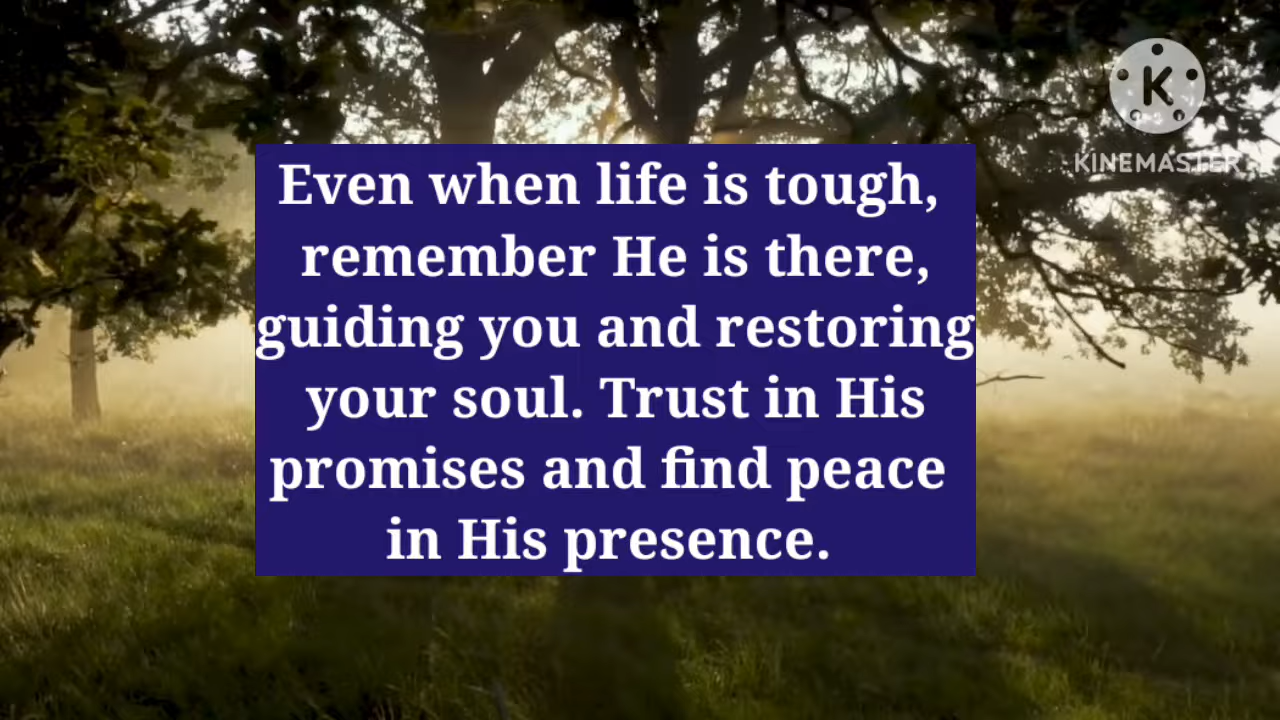 K
KINEMASTER
Even when life is tough,
remember He is there,
guiding you and restoring
your soul. Trust in His
promises and find peace
in His presence.